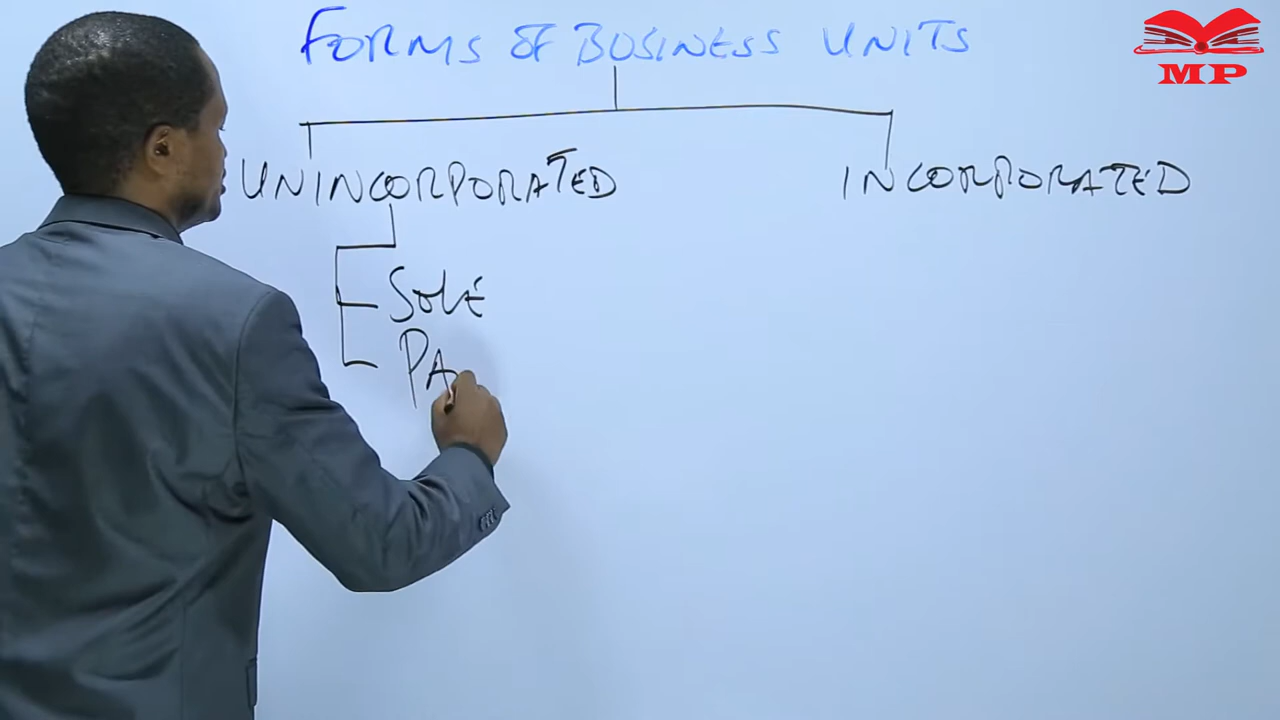 FORMS OF BUSINESS UNITS
MP
UNINCORPORATED
INCORPORATED
SOLE
PA